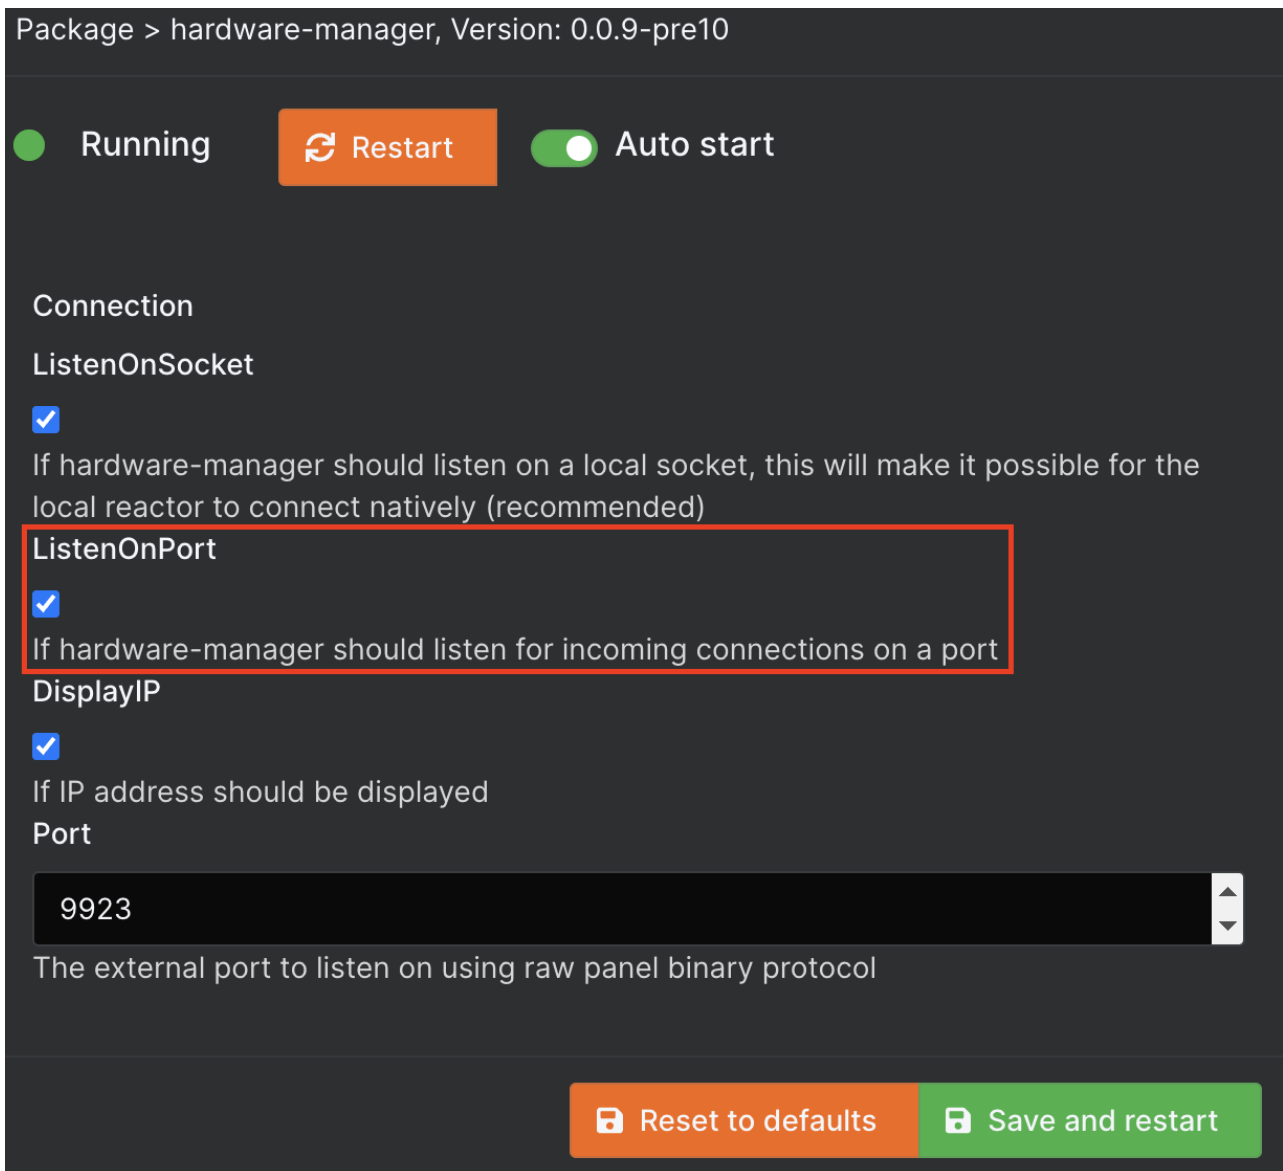 Package > hardware-manager, Version: 0.0.9-pre10
Running
Restart
Auto start
Connection
ListenOnSocket
If hardware-manager should listen on a local socket, this will make it possible for the
local reactor to connect natively (recommended)
ListenOnPort
If hardware-manager should listen for incoming connections on a port
DisplayIP
If IP address should be displayed
Port
9923
The external port to listen on using raw panel binary protocol
Reset to defaults
Save and restart